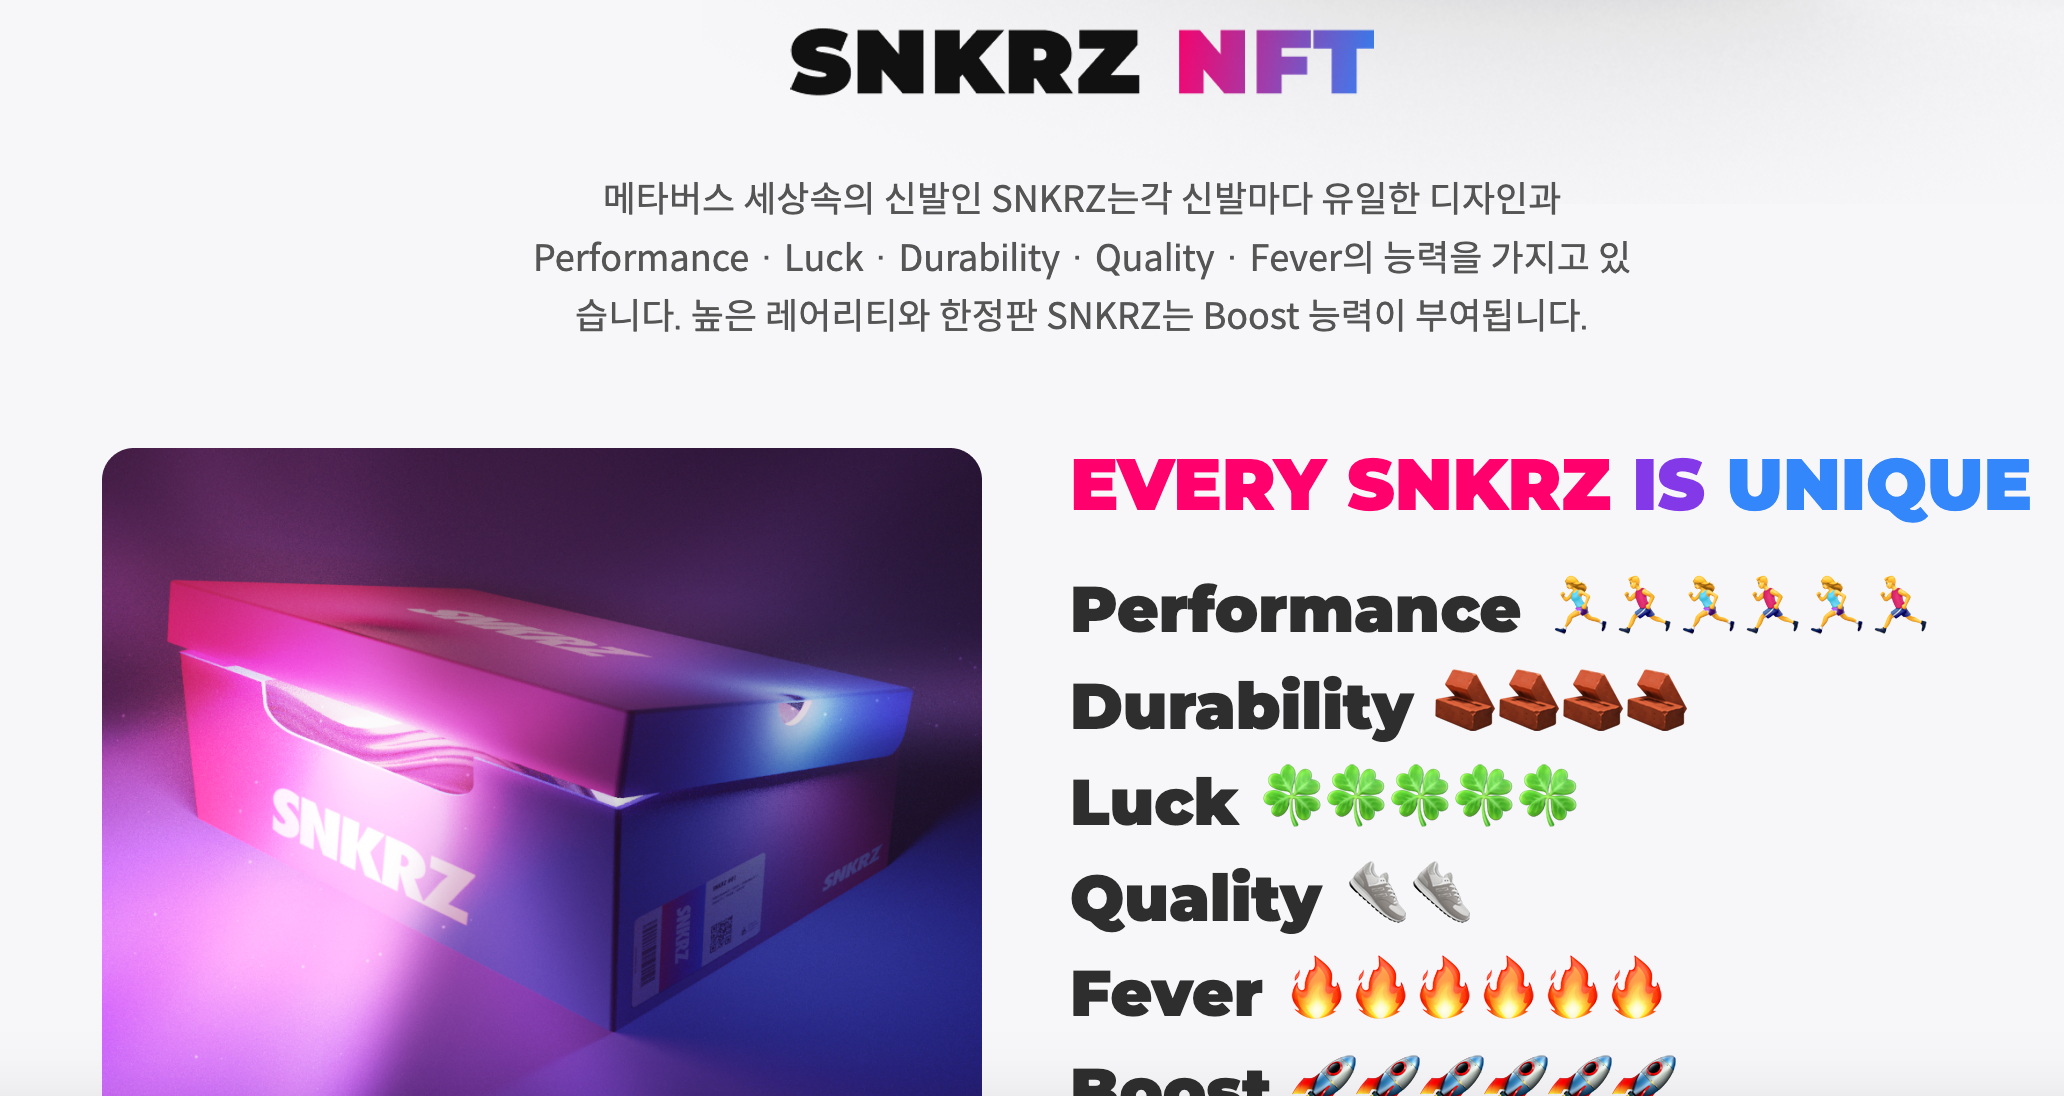 SNKRZ NFT
메타버스 세상속의 신발인 SNKRZ는각 신발마다 유일한 디자인과
Performance · Luck · Durability · Quality · Fever의 능력을 가지고 있
습니다. 높은 레어리티와 한정판 SNKRZ는 Boost 능력이 부여됩니다.
SNKRZ
SNKRZ
SNKRZ
SNKRZ
EVERY SNKRZ IS UNIQUE
Performance 🏃‍♀️🏃‍♂️🏃‍♀️🏃‍♂️🏃‍♀️🏃‍♂️
Durability 🧱🧱🧱🧱
Luck 🍀🍀🍀🍀🍀
Quality 👟👟
Fever 🔥🔥🔥🔥🔥🔥
Boost 🚀🚀🚀🚀🚀🚀